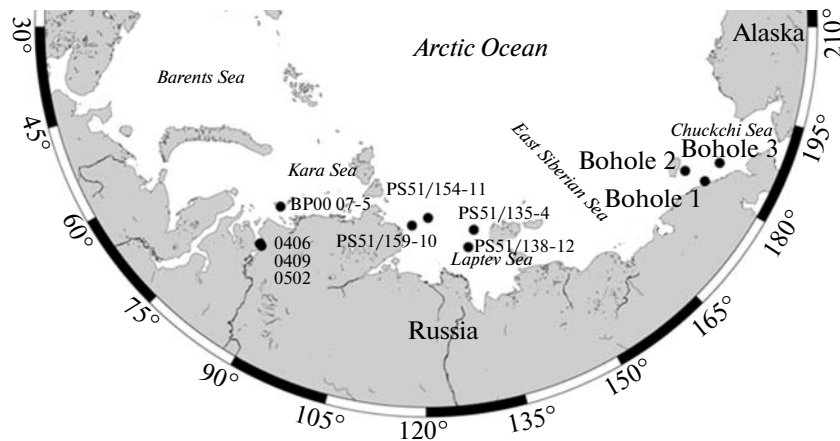 Alaska
Arctic Ocean
Barents Sea
Chuckchi Sea
East Siberian Sea
Bohole 3
Bohole 2
Kara Sea
PS51/154-11
Bohole 1
BP00 07-5
PS51/135-4
PS51/159-10
PS51/138-12
0406
0409
0502
Laptev Sea
Russia
30°
45°
60°
75°
90°
105°
120°
135°
150°
165°
180°
195°
210°